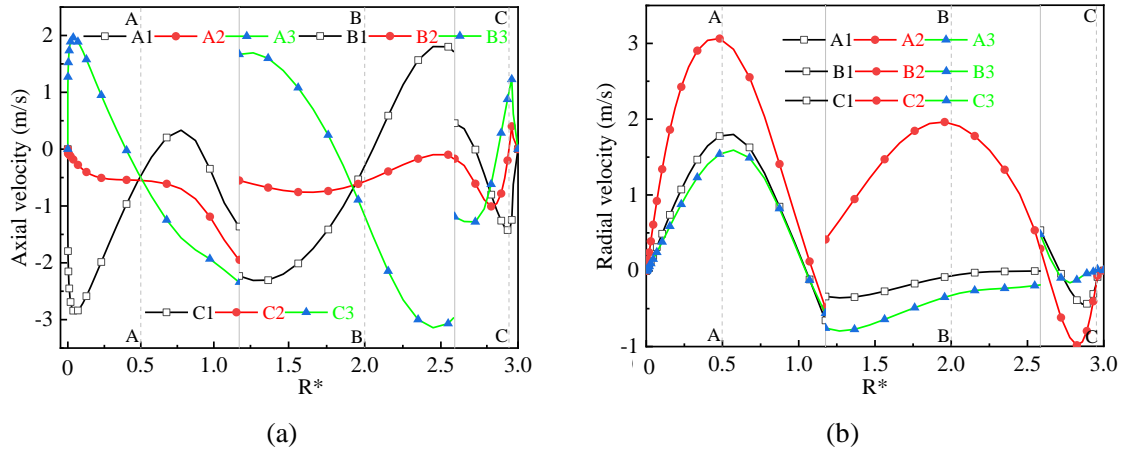 A B C
2
A1 A2 A3 B1 B2 B3
1
0
-1
-2
-3
Axial velocity (m/s)
C1 C2 C3
A B C
0 0.5 1.0 1.5 2.0 2.5 3.0
R*
(a)
A B C
3
2
1
0
-1
Radial velocity (m/s)
A1 A2 A3
B1 B2 B3
C1 C2 C3
A B C
0 0.5 1.0 1.5 2.0 2.5 3.0
R*
(b)